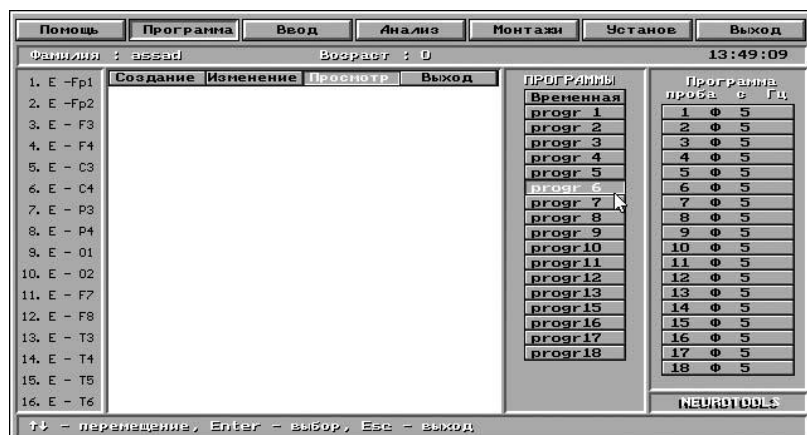 Помощь Программа Ввод Анализ Монтажи Установ Выход
Фамилия : assad Возраст : 0 13:49:09
Создание Изменение Просмотр Выход
1. E -Fp1
2. E -Fp2
3. E - F3
4. E - F4
5. E - C3
6. E - C4
7. E - P3
8. E - P4
9. E - O1
10. E - O2
11. E - F7
12. E - F8
13. E - T3
14. E - T4
15. E - T5
16. E - T6
ПРОГРАММЫ
Временная
progr 1
progr 2
progr 3
progr 4
progr 5
progr 6
progr 7
progr 8
progr 9
progr10
progr11
progr12
progr13
progr15
progr16
progr17
progr18
Программа
проба с Гц
1 Ф 5
2 Ф 5
3 Ф 5
4 Ф 5
5 Ф 5
6 Ф 5
7 Ф 5
8 Ф 5
9 Ф 5
10 Ф 5
11 Ф 5
12 Ф 5
13 Ф 5
14 Ф 5
15 Ф 5
16 Ф 5
17 Ф 5
18 Ф 5
NEUROTOOLS
↑↓ - перемещение, Enter - выбор, Esc - выход